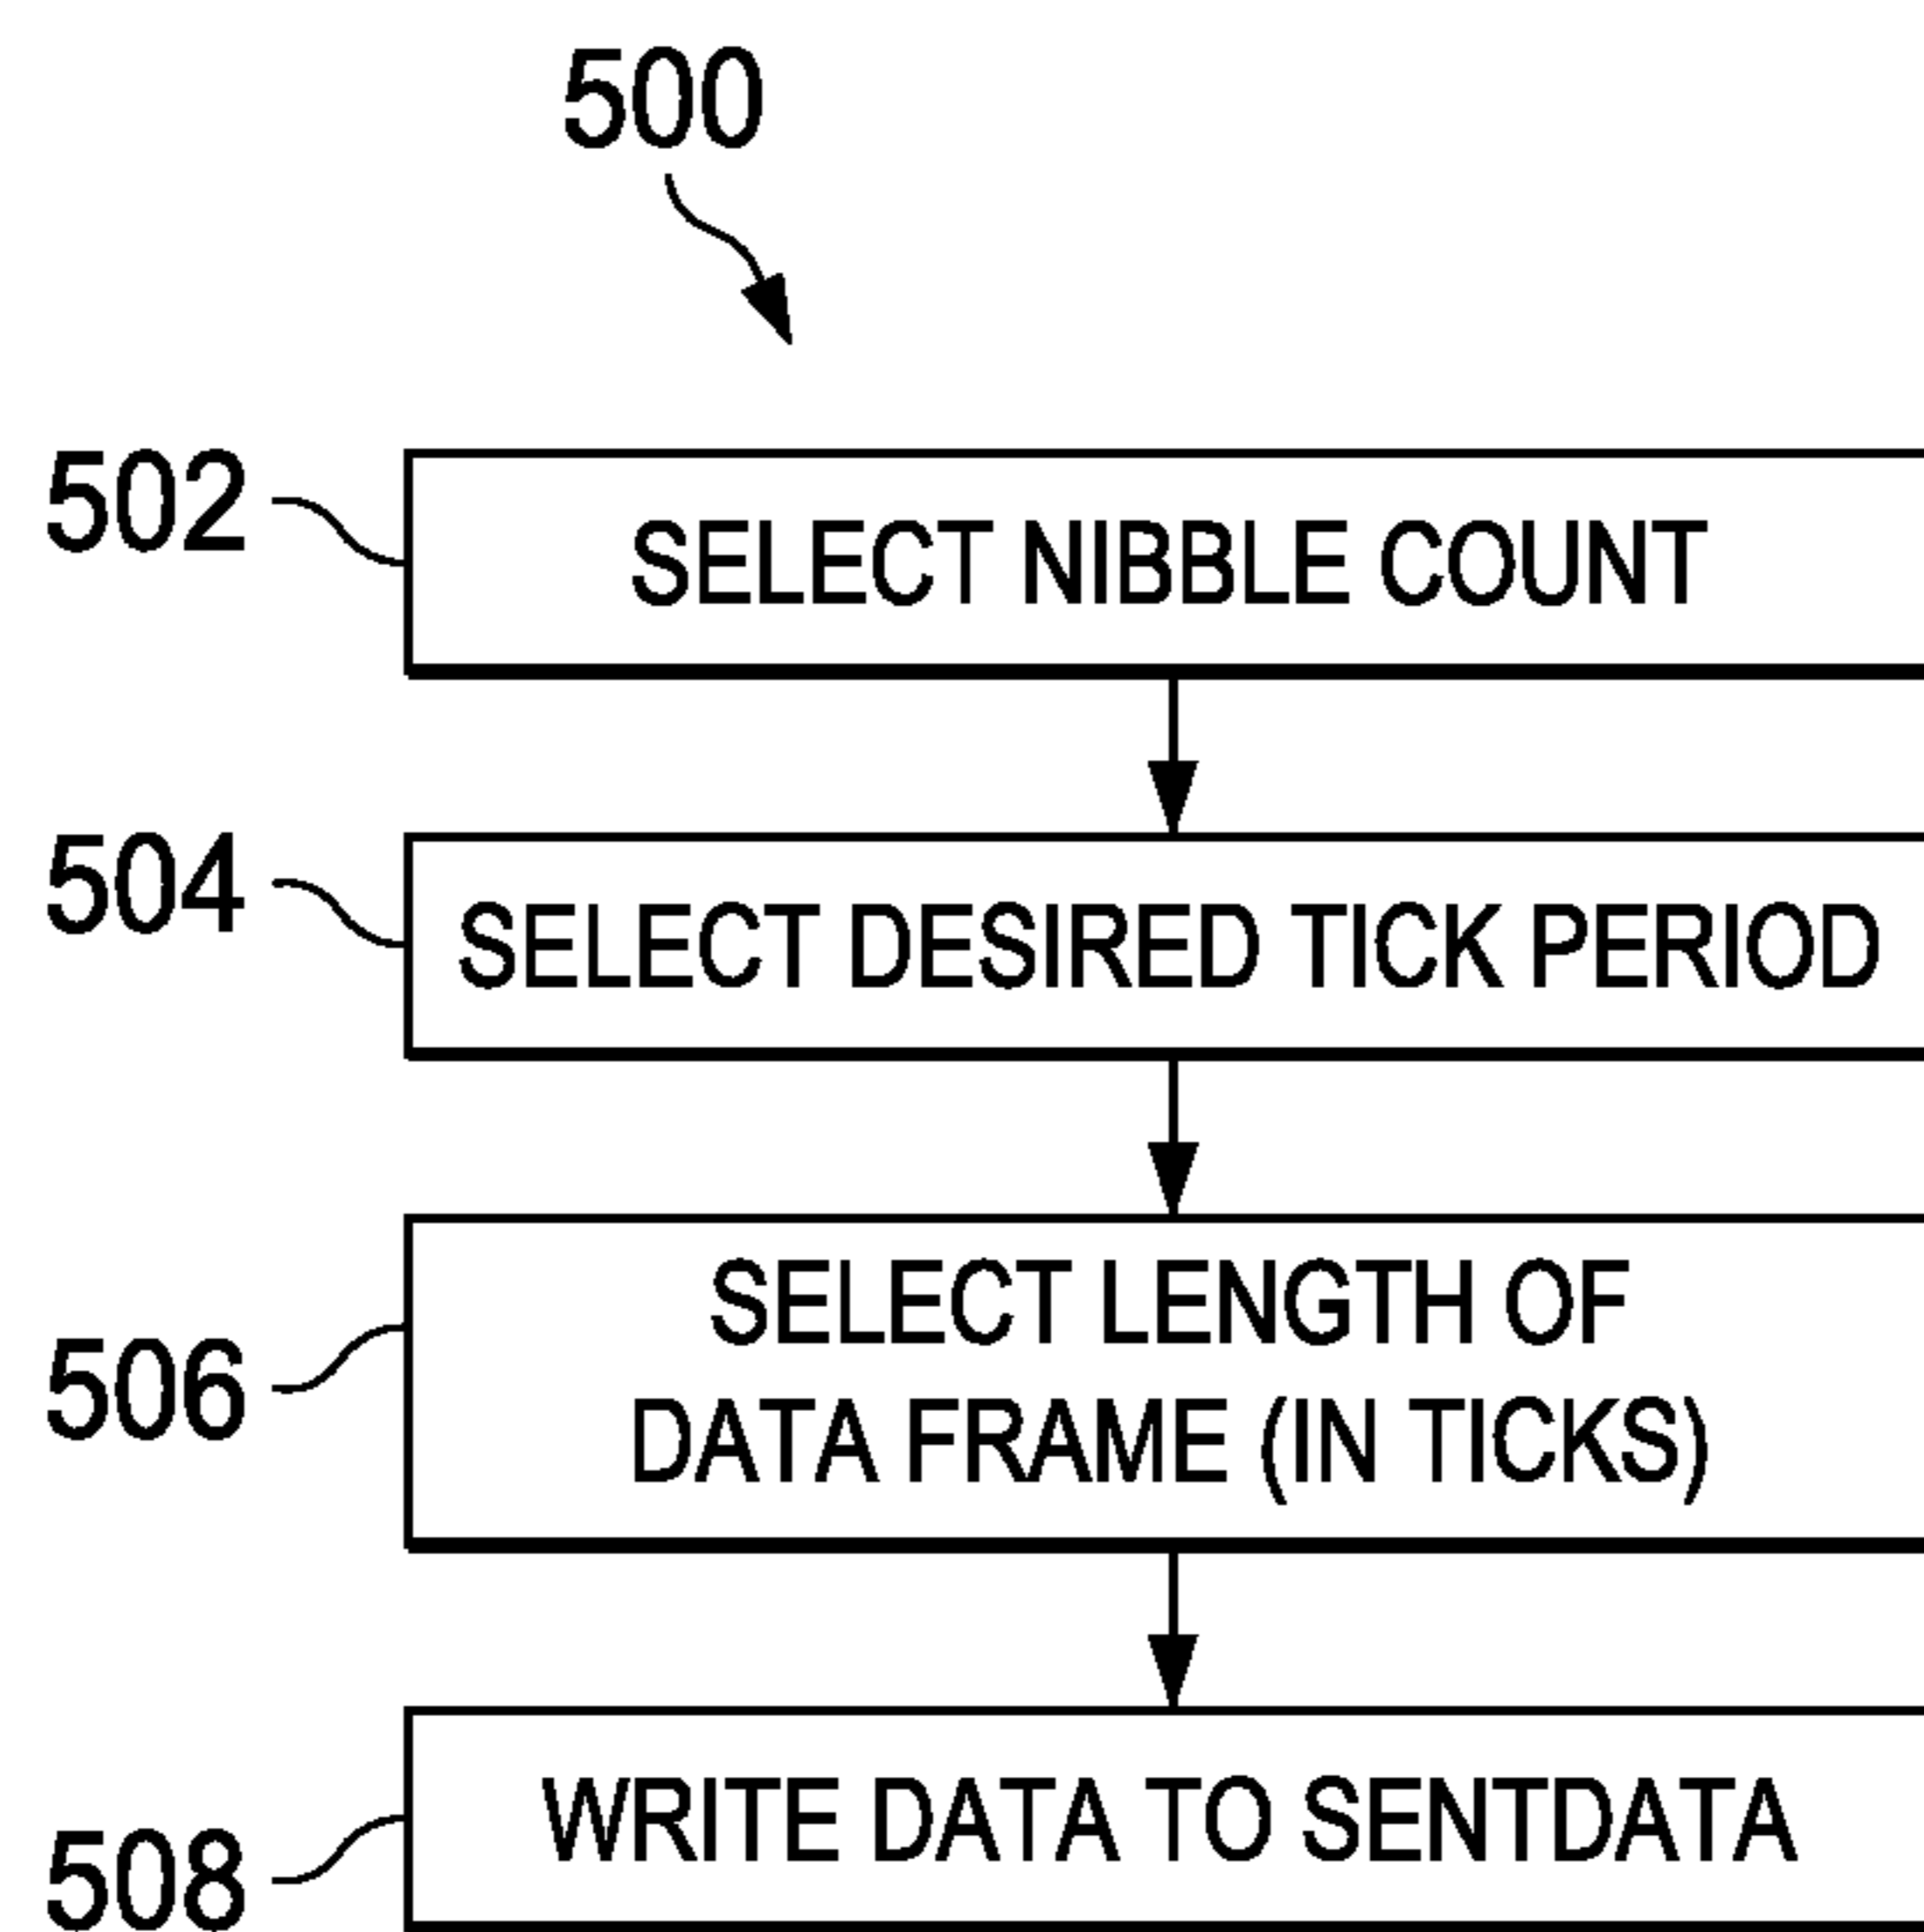 500
502
SELECT NIBBLE COUNT
504
SELECT DESIRED TICK PERIOD
506
SELECT LENGTH OF
DATA FRAME (IN TICKS)
508
WRITE DATA TO SENTDATA